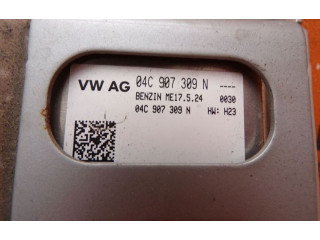 VW AG 04C 907 309 N ----
BENZIN ME17.5.24 0030
04C 907 309 N HW: H23